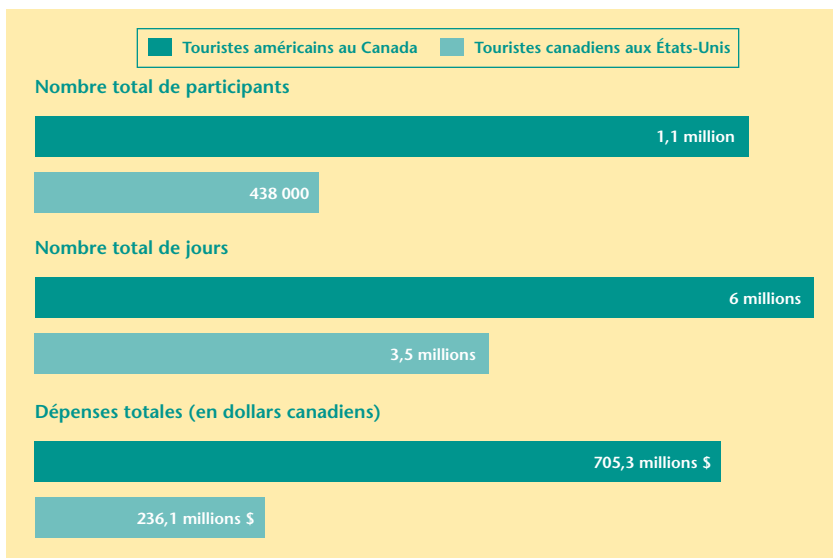 Touristes américains au Canada Touristes canadiens aux États-Unis
Nombre total de participants
1,1 million
438 000
Nombre total de jours
6 millions
3,5 millions
Dépenses totales (en dollars canadiens)
705,3 millions $
236,1 millions $